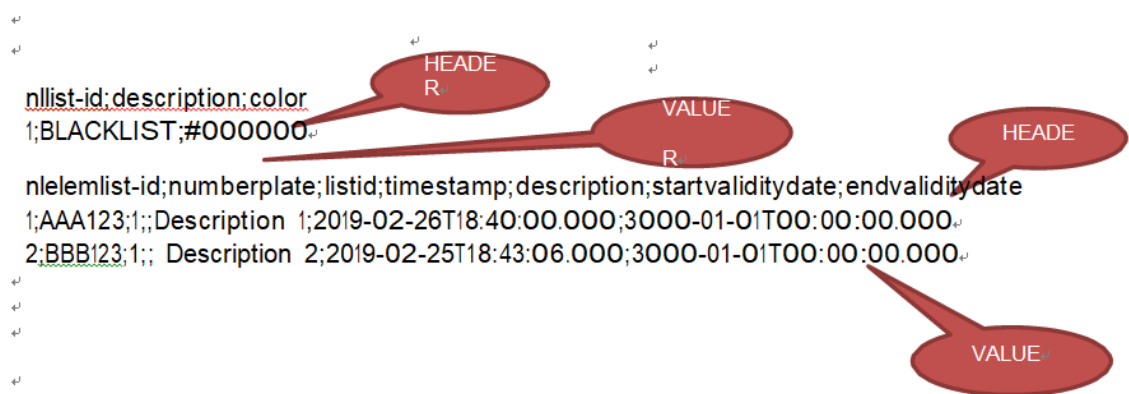 HEADE
R
nllist-id;description;color
1;BLACKLIST;#000000
VALUE
R
HEADE
nlelemlist-id;numberplate;listid;timestamp;description;startvaliditydate;endvaliditydate
1;AAA123;1;;Description 1;2019-02-26T18:40:00.000;3000-01-01T00:00:00.000
2;BBB123;1;; Description 2;2019-02-25T18:43:06.000;3000-01-01T00:00:00.000
VALUE